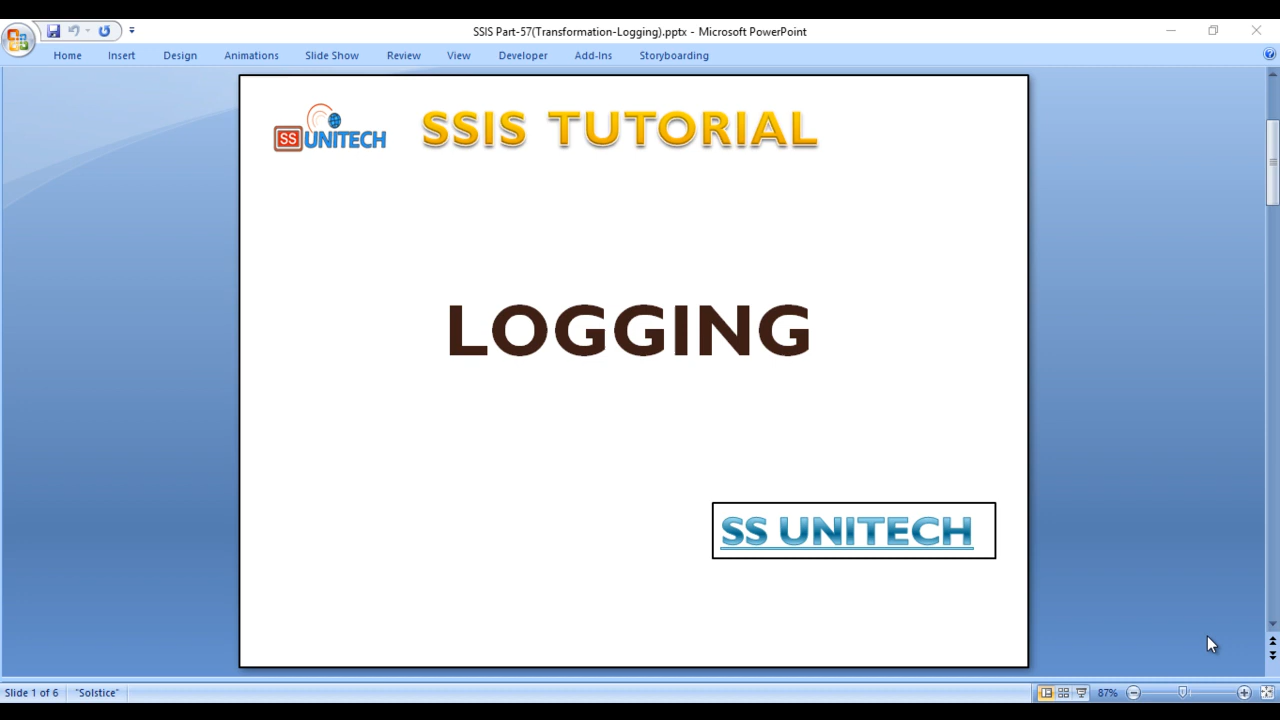 SSIS Part-57(Transformation-Logging).pptx - Microsoft PowerPoint
Home Insert Design Animations Slide Show Review View Developer Add-Ins Storyboarding
SS UNITECH
SSIS TUTORIAL
LOGGING
SS UNITECH
Slide 1 of 6 "Solstice" 87%